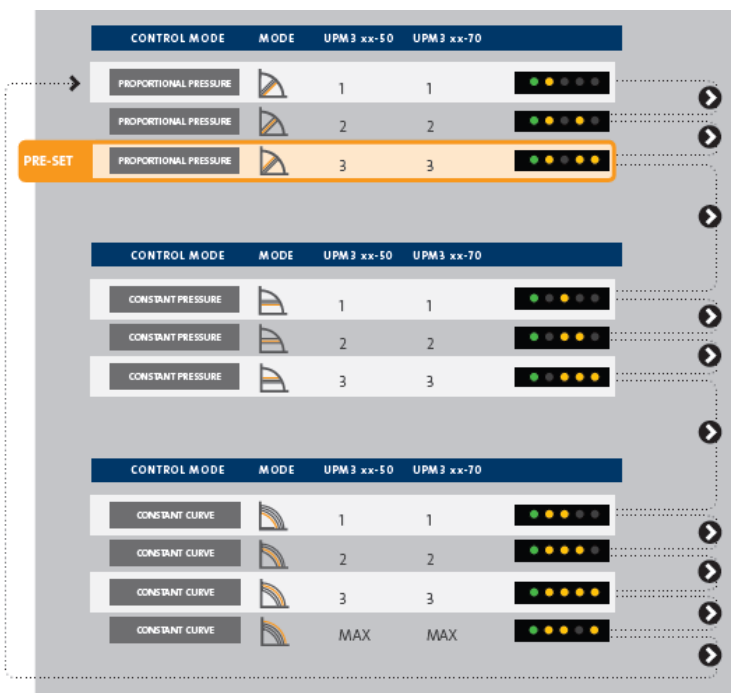 CONTROL MODE MODE UPM3 xx-50 UPM3 xx-70
PROPORTIONAL PRESSURE 1 1
PROPORTIONAL PRESSURE 2 2
PRE-SET PROPORTIONAL PRESSURE 3 3
CONTROL MODE MODE UPM3 xx-50 UPM3 xx-70
CONSTANT PRESSURE 1 1
CONSTANT PRESSURE 2 2
CONSTANT PRESSURE 3 3
CONTROL MODE MODE UPM3 xx-50 UPM3 xx-70
CONSTANT CURVE 1 1
CONSTANT CURVE 2 2
CONSTANT CURVE 3 3
CONSTANT CURVE MAX MAX